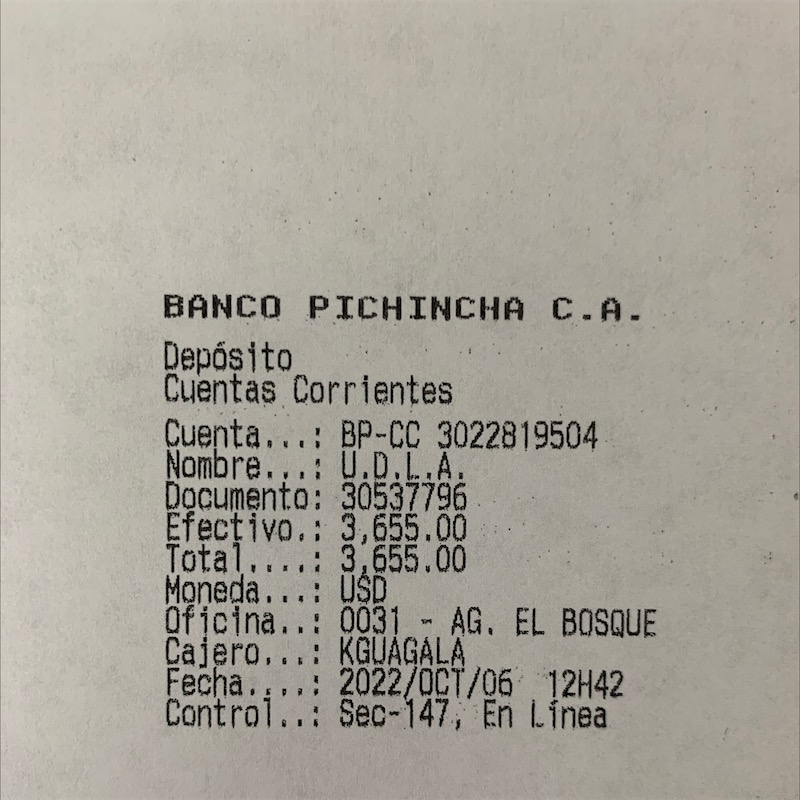 BANCO PICHINCHA C.A.
Depósito
Cuentas Corrientes
Cuenta...: BP-CC 3022819504
Nombre...: U.D.L.A.
Documento: 30537796
Efectivo.: 3,655.00
Total....: 3,655.00
Moneda...: USD
Oficina..: 0031 - AG. EL BOSQUE
Cajero...: KGUAGALA
Fecha....: 2022/OCT/06  12H42
Control..: Sec-147, En Línea